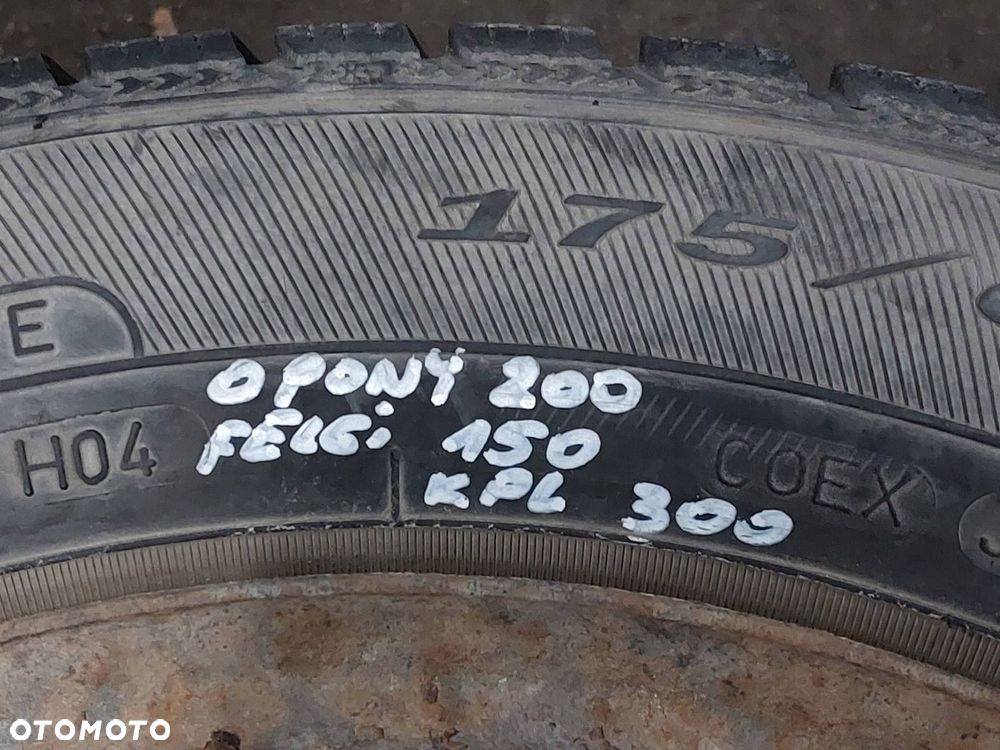 175/
E
OPONY 200
H04
FELGi 150
COEX
KPL 300
OTOMOTO